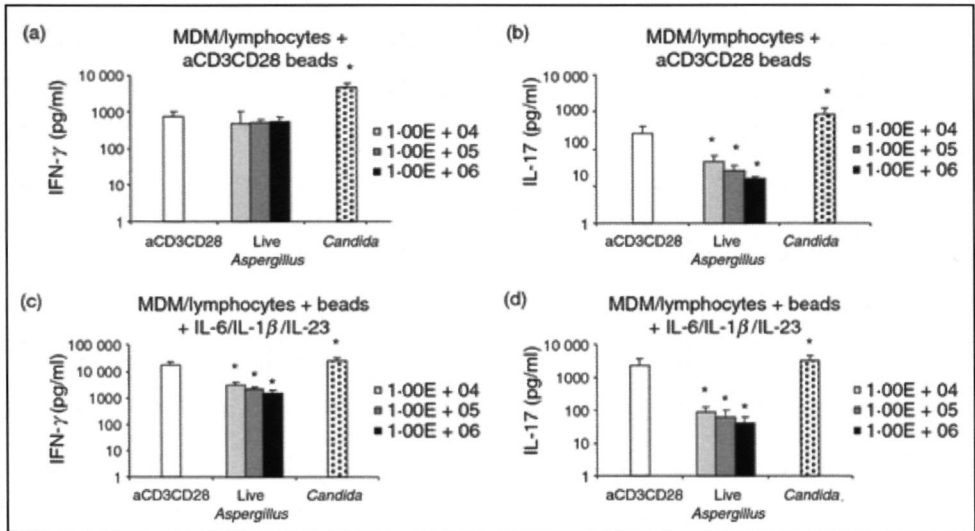 (a)
MDM/lymphocytes +
aCD3CD28 beads
IFN-γ (pg/ml)
10 000
1000
100
10
1
aCD3CD28
Live
Aspergillus
Candida
*
1·00E + 04
1·00E + 05
1·00E + 06
(b)
MDM/lymphocytes +
aCD3CD28 beads
IL-17 (pg/ml)
10 000
1000
100
10
1
aCD3CD28
Live
Aspergillus
Candida
* * *
*
1·00E + 04
1·00E + 05
1·00E + 06
(c)
MDM/lymphocytes + beads
+ IL-6/IL-1β/IL-23
IFN-γ (pg/ml)
100 000
10 000
1000
100
10
1
aCD3CD28
Live
Aspergillus
Candida
* * *
*
1·00E + 04
1·00E + 05
1·00E + 06
(d)
MDM/lymphocytes + beads
+ IL-6/IL-1β/IL-23
IL-17 (pg/ml)
10 000
1000
100
10
1
aCD3CD28
Live
Aspergillus
Candida.
* * *
*
1·00E + 04
1·00E + 05
1·00E + 06